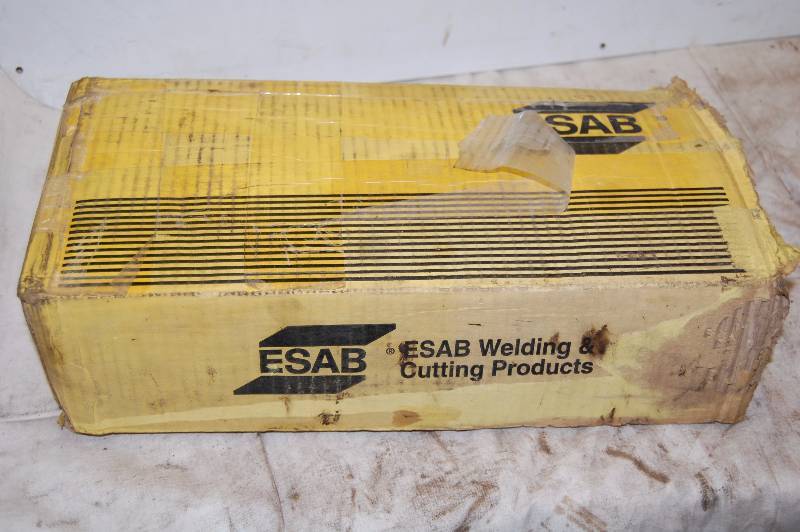 ESAB
ESAB
® ESAB Welding &
Cutting Products